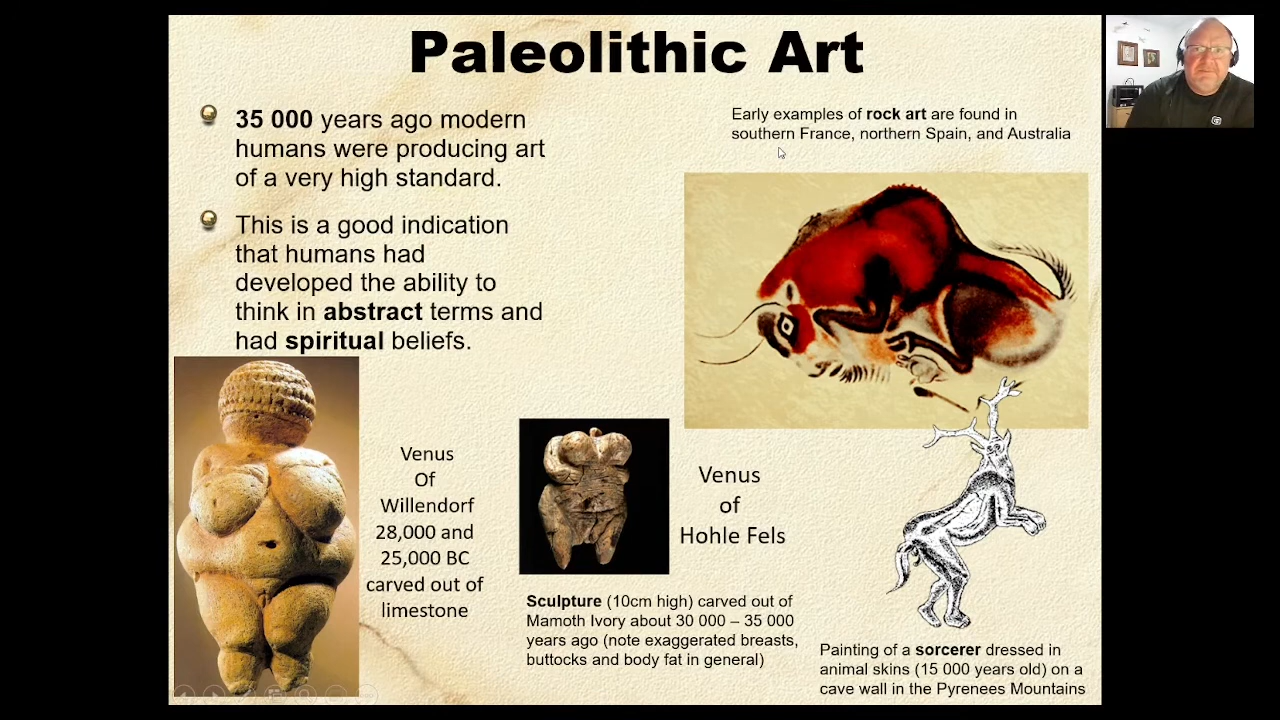 Paleolithic Art
35 000 years ago modern
humans were producing art
of a very high standard.
This is a good indication
that humans had
developed the ability to
think in abstract terms and
had spiritual beliefs.
Early examples of rock art are found in
southern France, northern Spain, and Australia
Venus
Of
Willendorf
28,000 and
25,000 BC
carved out of
limestone
Venus
of
Hohle Fels
Sculpture (10cm high) carved out of
Mamoth Ivory about 30 000 – 35 000
years ago (note exaggerated breasts,
buttocks and body fat in general)
Painting of a sorcerer dressed in
animal skins (15 000 years old) on a
cave wall in the Pyrenees Mountains